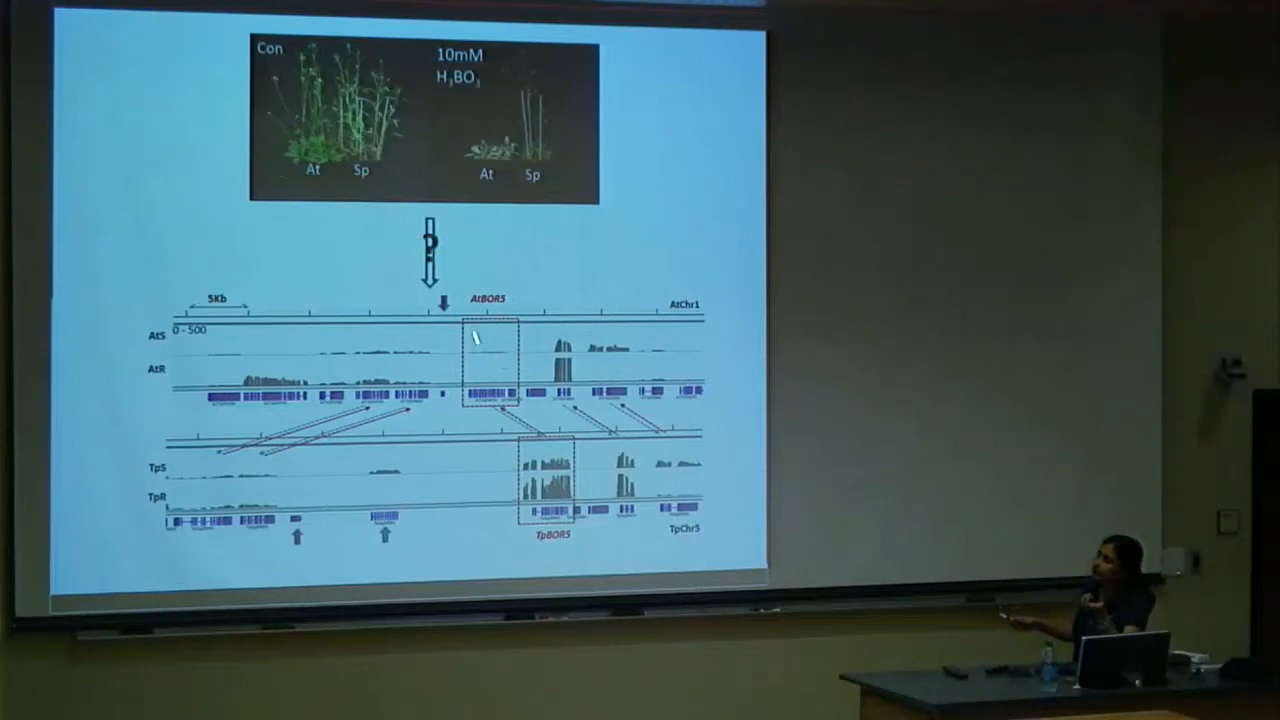 Con
10mM
H₃BO₃
At Sp
At Sp
?
5Kb
AtBOR5
AtChr1
0 - 500
AtS
AtR
TpS
TpR
TpBOR5
TpChr5